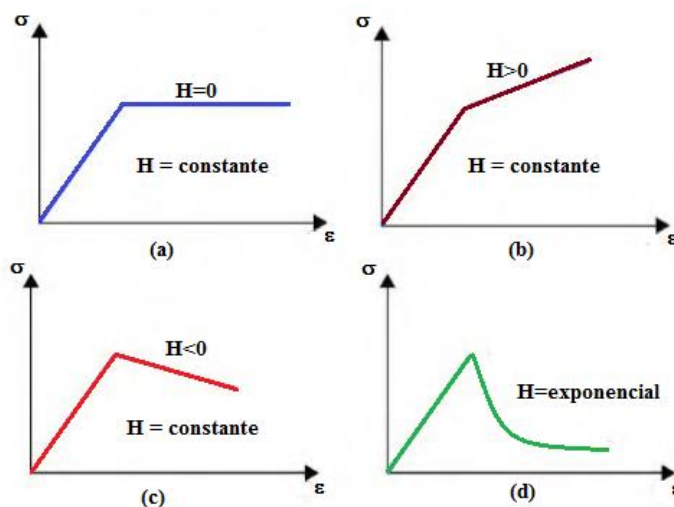 σ
H=0
H = constante
ε
(a)
σ
H>0
H = constante
ε
(b)
σ
H<0
H = constante
ε
(c)
σ
H=exponencial
ε
(d)